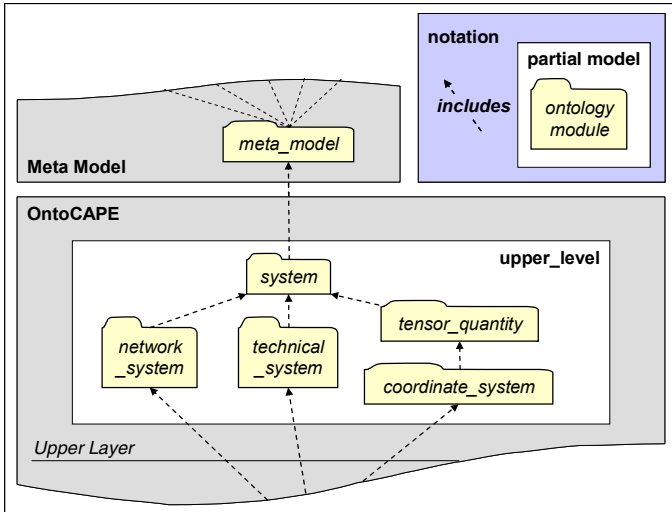 notation
partial model
includes
ontology
module
meta_model
Meta Model
OntoCAPE
upper_level
system
tensor_quantity
network
_system
technical
_system
coordinate_system
Upper Layer